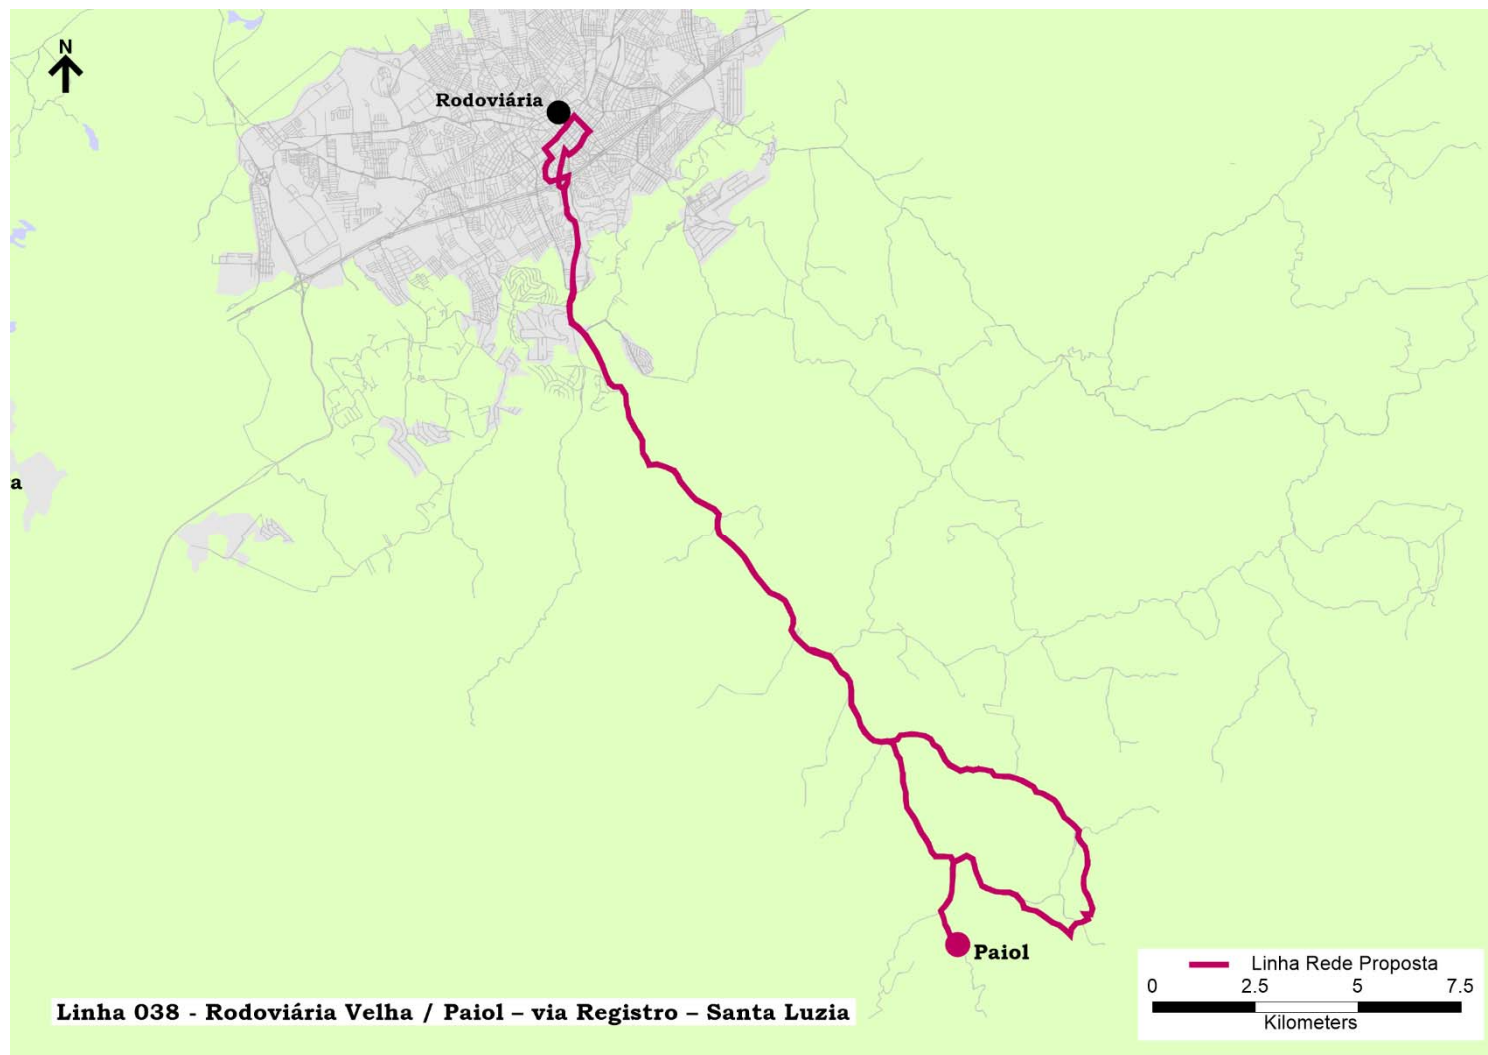 N
Rodoviária
a
Paiol
Linha Rede Proposta
0 2.5 5 7.5
Kilometers
Linha 038 - Rodoviária Velha / Paiol – via Registro – Santa Luzia